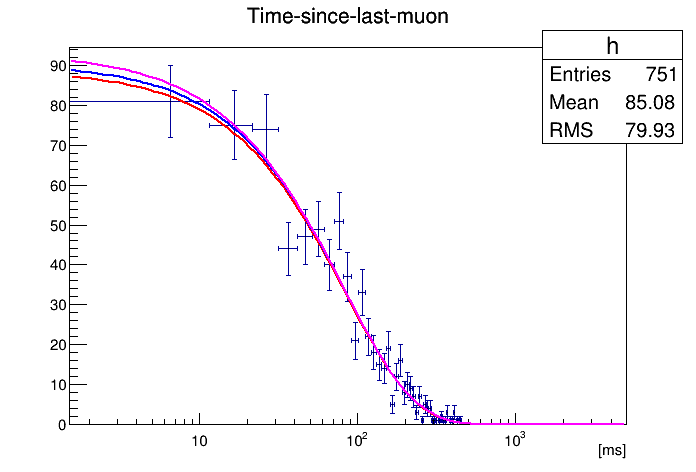 Time-since-last-muon
h
Entries 751
Mean 85.08
RMS 79.93
90
80
70
60
50
40
30
20
10
0
10 10² 10³
[ms]